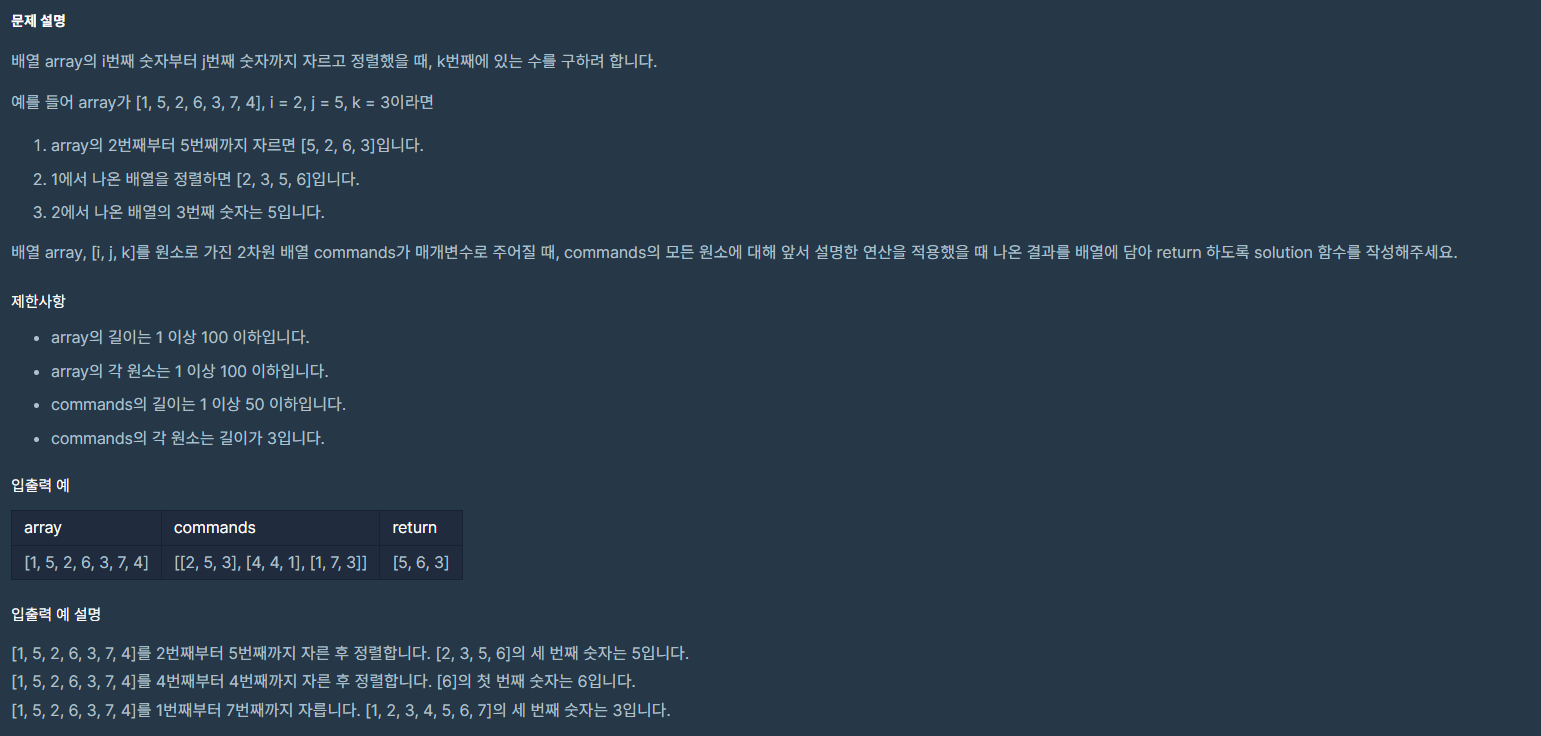 문제 설명
배열 array의 i번째 숫자부터 j번째 숫자까지 자르고 정렬했을 때, k번째에 있는 수를 구하려 합니다.
예를 들어 array가 [1, 5, 2, 6, 3, 7, 4], i = 2, j = 5, k = 3이라면
1. array의 2번째부터 5번째까지 자르면 [5, 2, 6, 3]입니다.
2. 1에서 나온 배열을 정렬하면 [2, 3, 5, 6]입니다.
3. 2에서 나온 배열의 3번째 숫자는 5입니다.
배열 array, [i, j, k]를 원소로 가진 2차원 배열 commands가 매개변수로 주어질 때, commands의 모든 원소에 대해 앞서 설명한 연산을 적용했을 때 나온 결과를 배열에 담아 return 하도록 solution 함수를 작성해주세요.
제한사항
• array의 길이는 1 이상 100 이하입니다.
• array의 각 원소는 1 이상 100 이하입니다.
• commands의 길이는 1 이상 50 이하입니다.
• commands의 각 원소는 길이가 3입니다.
입출력 예
array commands return
[1, 5, 2, 6, 3, 7, 4] [[2, 5, 3], [4, 4, 1], [1, 7, 3]] [5, 6, 3]
입출력 예 설명
[1, 5, 2, 6, 3, 7, 4]를 2번째부터 5번째까지 자른 후 정렬합니다. [2, 3, 5, 6]의 세 번째 숫자는 5입니다.
[1, 5, 2, 6, 3, 7, 4]를 4번째부터 4번째까지 자른 후 정렬합니다. [6]의 첫 번째 숫자는 6입니다.
[1, 5, 2, 6, 3, 7, 4]를 1번째부터 7번째까지 자릅니다. [1, 2, 3, 4, 5, 6, 7]의 세 번째 숫자는 3입니다.